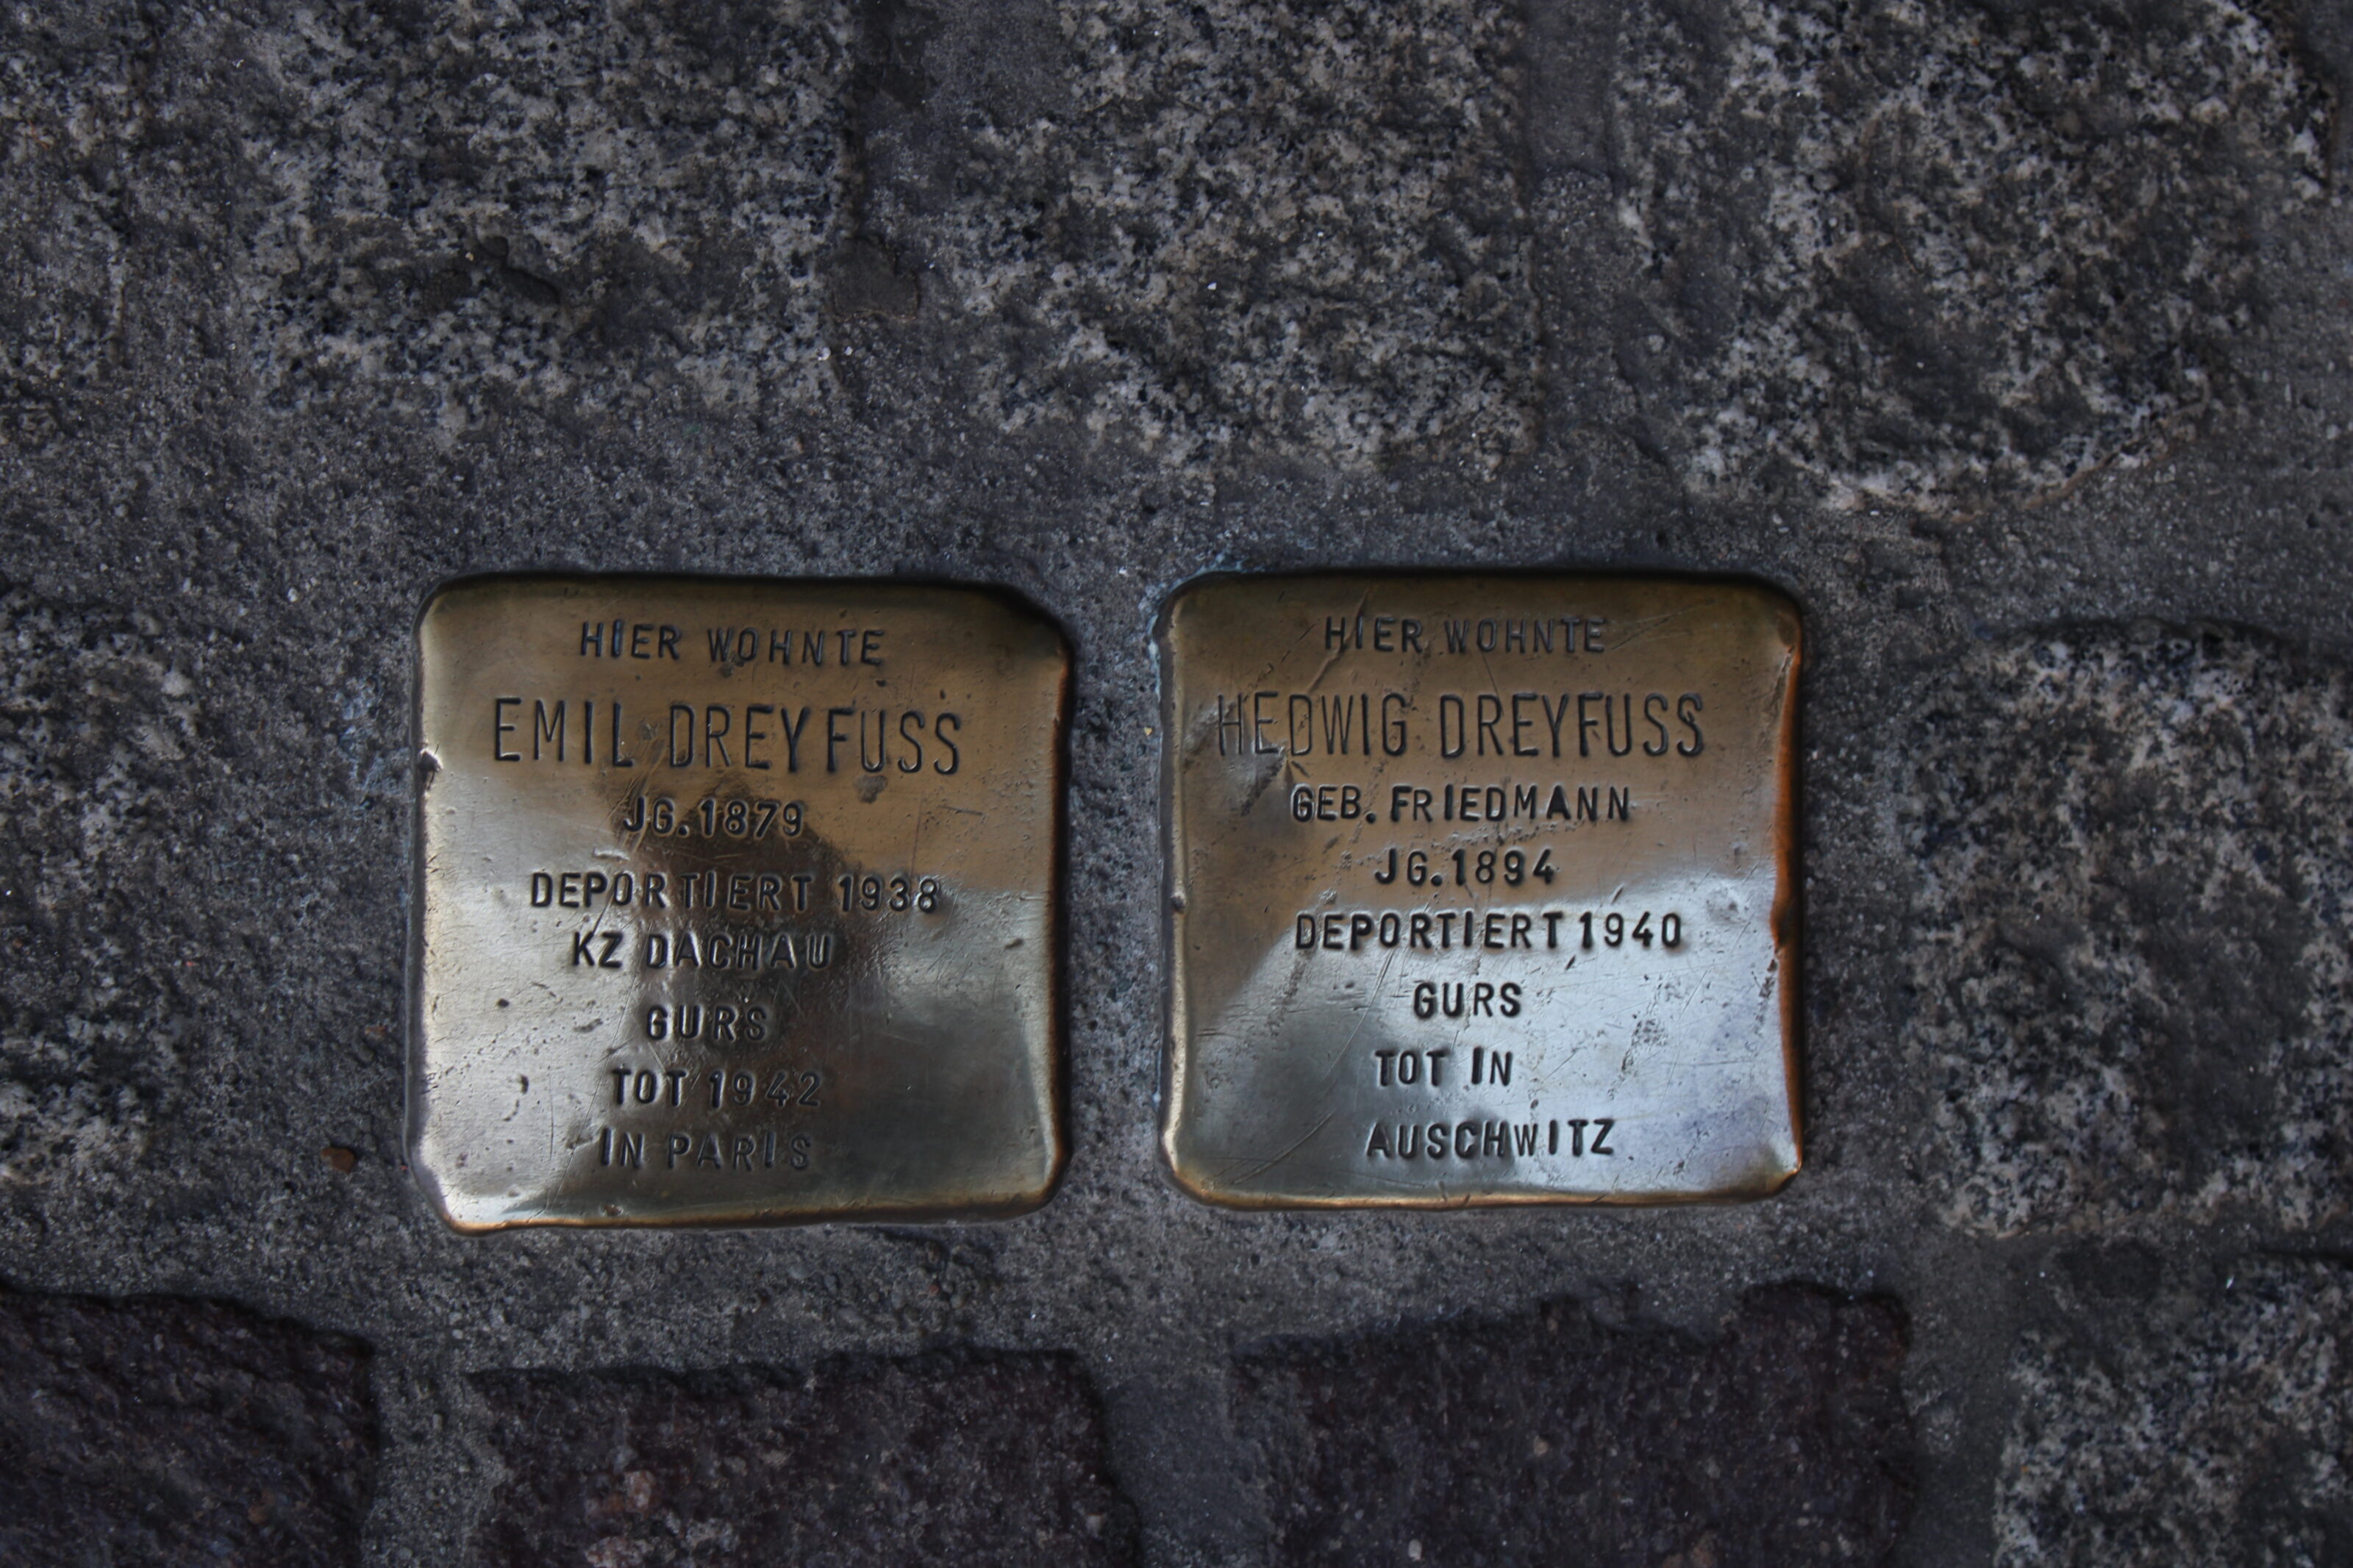 HIER WOHNTE
EMIL DREYFUSS
JG. 1879
DEPORTIERT 1938
KZ DACHAU
GURS
TOT 1942
IN PARIS
HIER WOHNTE
HEDWIG DREYFUSS
GEB. FRIEDMANN
JG. 1894
DEPORTIERT 1940
GURS
TOT IN
AUSCHWITZ